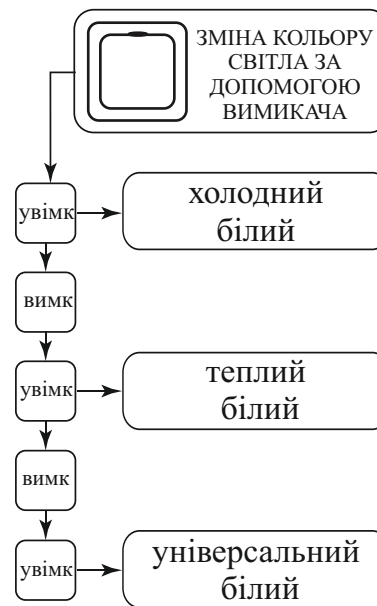 ЗМІНА КОЛЬОРУ
СВІТЛА ЗА
ДОПОМОГОЮ
ВИМИКАЧА
увімк
холодний
білий
вимк
увімк
теплий
білий
вимк
увімк
універсальний
білий